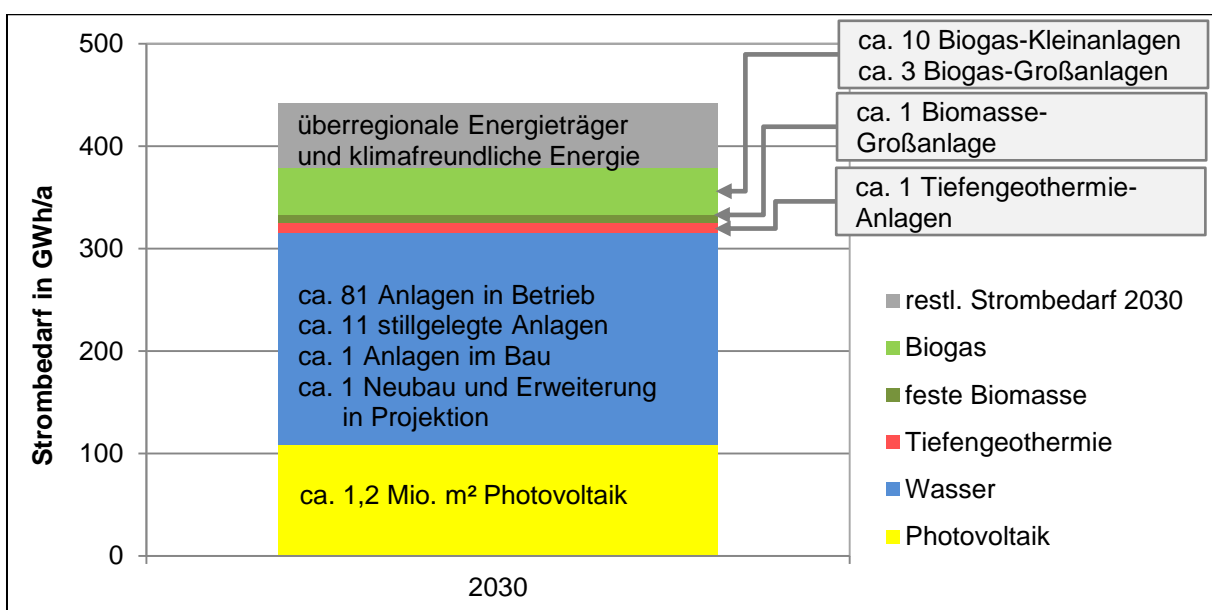 500
400
300
200
100
0
Strombedarf in GWh/a
2030
überregionale Energieträger
und klimafreundliche Energie
ca. 81 Anlagen in Betrieb
ca. 11 stillgelegte Anlagen
ca. 1 Anlagen im Bau
ca. 1 Neubau und Erweiterung
in Projektion
ca. 1,2 Mio. m² Photovoltaik
ca. 10 Biogas-Kleinanlagen
ca. 3 Biogas-Großanlagen
ca. 1 Biomasse-
Großanlage
ca. 1 Tiefengeothermie-
Anlagen
restl. Strombedarf 2030
Biogas
feste Biomasse
Tiefengeothermie
Wasser
Photovoltaik